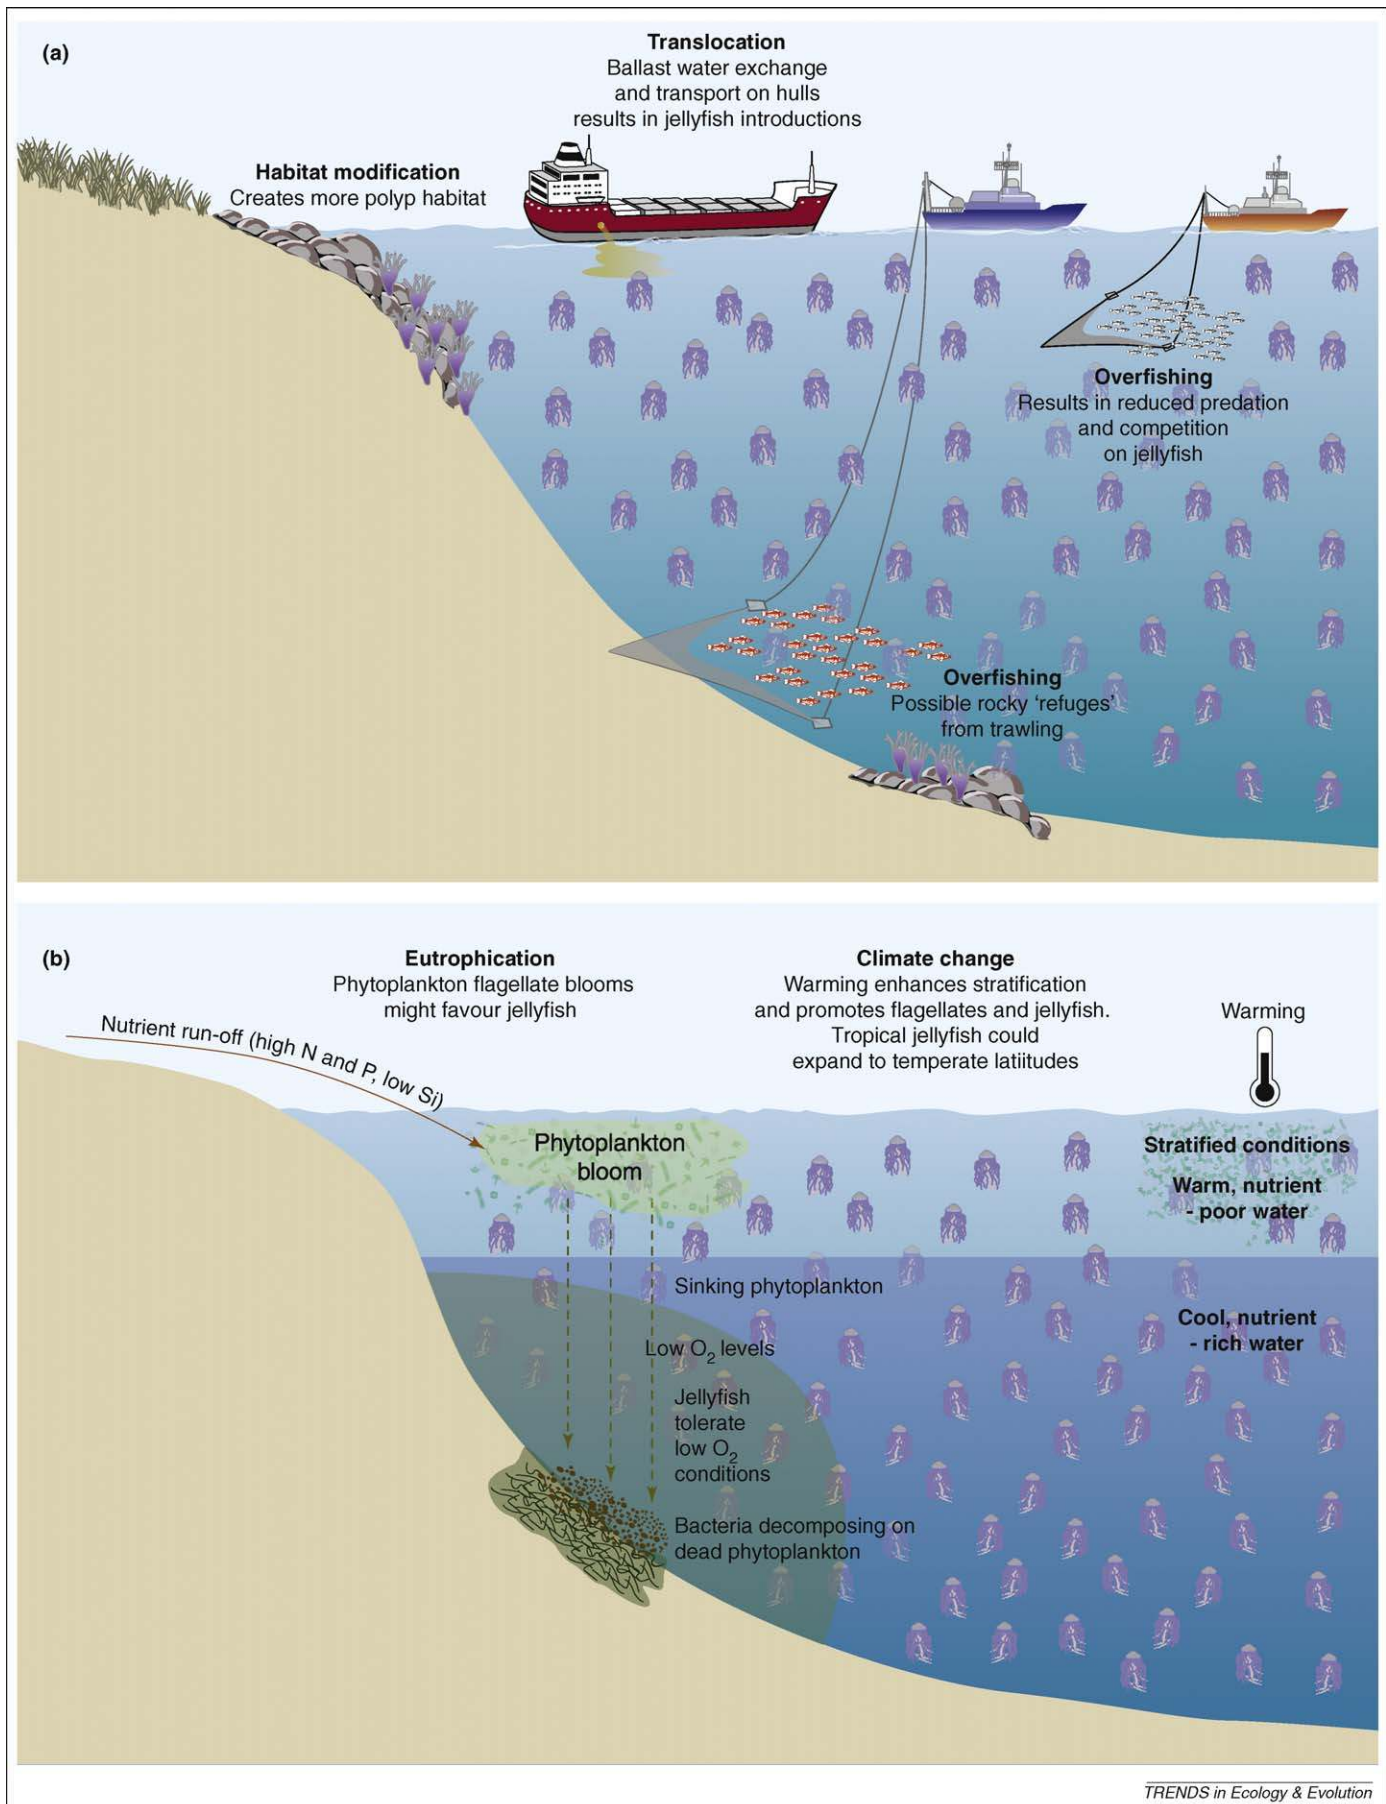 (a)
Translocation
Ballast water exchange
and transport on hulls
results in jellyfish introductions
Habitat modification
Creates more polyp habitat
Overfishing
Results in reduced predation
and competition
on jellyfish
Overfishing
Possible rocky ‘refuges’
from trawling
(b)
Eutrophication
Phytoplankton flagellate blooms
might favour jellyfish
Climate change
Warming enhances stratification
and promotes flagellates and jellyfish.
Tropical jellyfish could
expand to temperate latiitudes
Warming
Nutrient run-off (high N and P, low Si)
Phytoplankton
bloom
Stratified conditions
Warm, nutrient
- poor water
Sinking phytoplankton
Cool, nutrient
- rich water
Low O2 levels
Jellyfish
tolerate
low O2
conditions
Bacteria decomposing on
dead phytoplankton
TRENDS in Ecology & Evolution